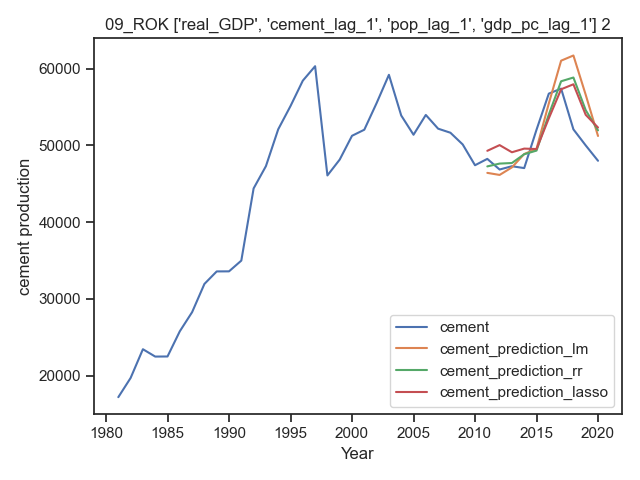 09_ROK ['real_GDP', 'cement_lag_1', 'pop_lag_1', 'gdp_pc_lag_1'] 2
60000
50000
40000
30000
20000
cement production
1980 1985 1990 1995 2000 2005 2010 2015 2020
Year
cement
cement_prediction_lm
cement_prediction_rr
cement_prediction_lasso